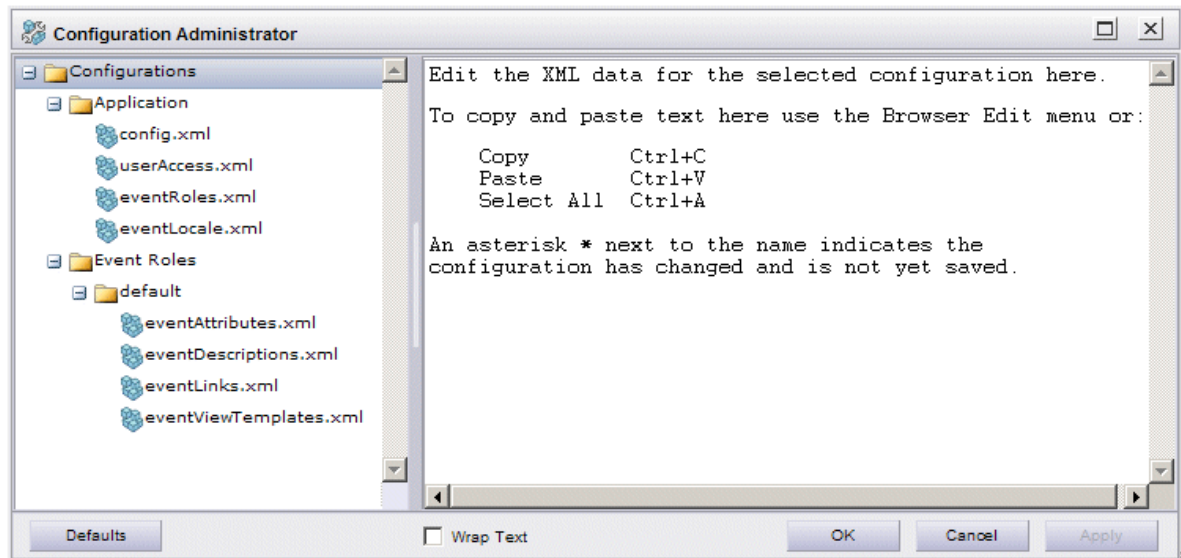 Configuration Administrator
Configurations
Application
config.xml
userAccess.xml
eventRoles.xml
eventLocale.xml
Event Roles
default
eventAttributes.xml
eventDescriptions.xml
eventLinks.xml
eventViewTemplates.xml
Edit the XML data for the selected configuration here.
To copy and paste text here use the Browser Edit menu or:
Copy Ctrl+C
Paste Ctrl+V
Select All Ctrl+A
An asterisk * next to the name indicates the
configuration has changed and is not yet saved.
Defaults
Wrap Text
OK
Cancel
Apply